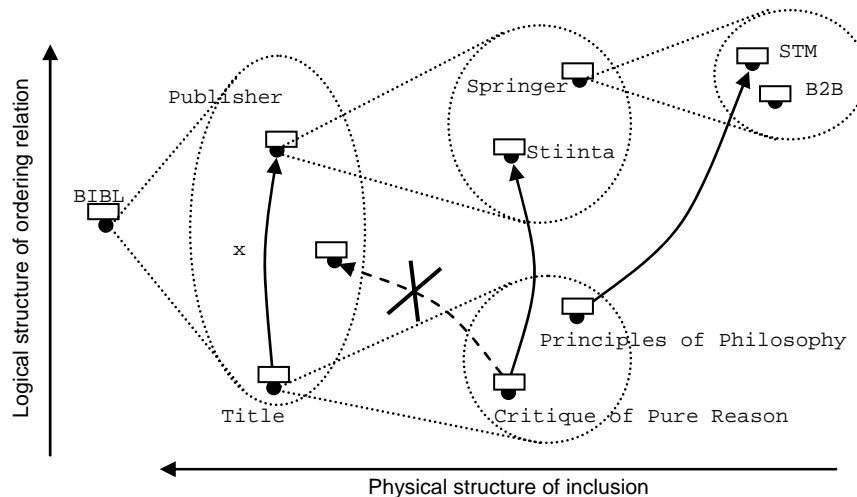 Logical structure of ordering relation
STM
Springer
B2B
Publisher
Stiinta
BIBL
x
Principles of Philosophy
Title
Critique of Pure Reason
Physical structure of inclusion